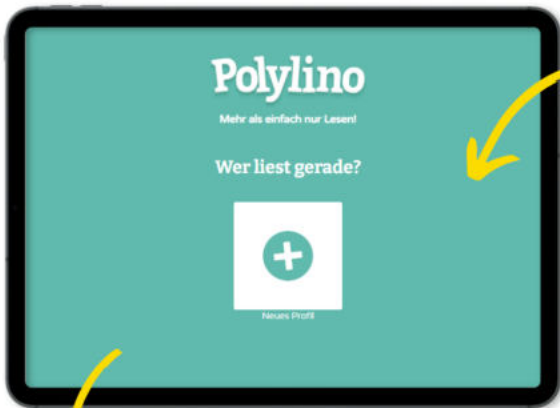 Polylino
Mehr als einfach nur Lesen!
Wer liest gerade?
Neues Profil